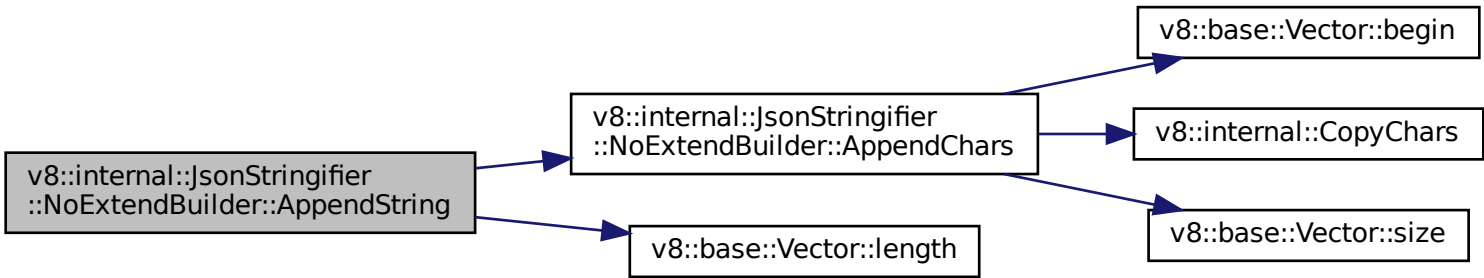 v8::internal::JsonStringifier
::NoExtendBuilder::AppendString
v8::internal::JsonStringifier
::NoExtendBuilder::AppendChars
v8::base::Vector::length
v8::base::Vector::begin
v8::internal::CopyChars
v8::base::Vector::size